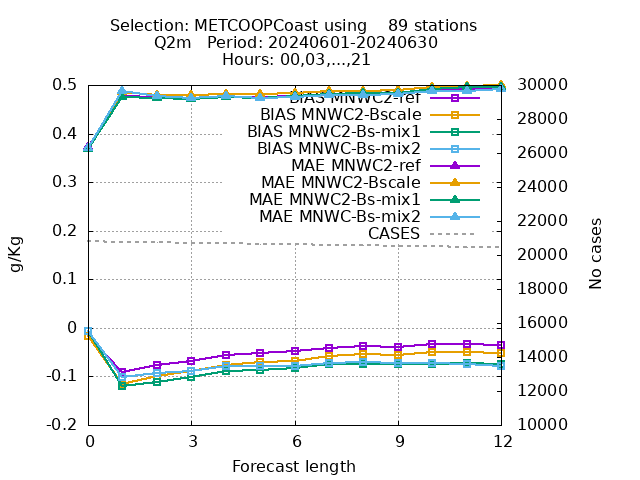 Selection: METCOOPCoast using    89 stations
Q2m   Period: 20240601-20240630
Hours: 00,03,...,21
0.5
0.4
0.3
0.2
0.1
0
-0.1
-0.2
g/Kg
BIAS MNWC2-ref
BIAS MNWC2-Bscale
BIAS MNWC2-Bs-mix1
BIAS MNWC-Bs-mix2
MAE MNWC2-ref
MAE MNWC2-Bscale
MAE MNWC2-Bs-mix1
MAE MNWC-Bs-mix2
CASES
30000
28000
26000
24000
22000
20000
18000
16000
14000
12000
10000
No cases
0 3 6 9 12
Forecast length